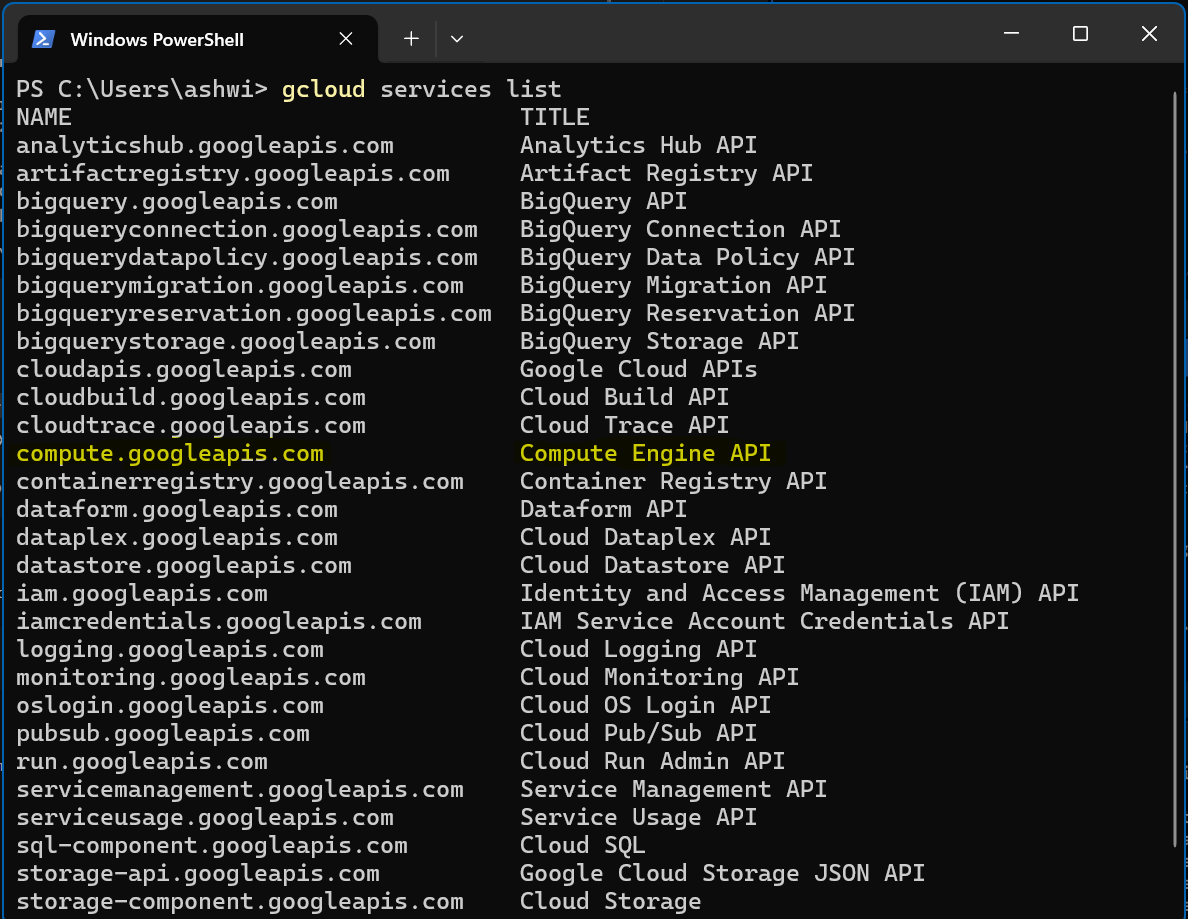 Windows PowerShell
PS C:\Users\ashwi> gcloud services list
NAME TITLE
analyticshub.googleapis.com Analytics Hub API
artifactregistry.googleapis.com Artifact Registry API
bigquery.googleapis.com BigQuery API
bigqueryconnection.googleapis.com BigQuery Connection API
bigquerydatapolicy.googleapis.com BigQuery Data Policy API
bigquerymigration.googleapis.com BigQuery Migration API
bigqueryreservation.googleapis.com BigQuery Reservation API
bigquerystorage.googleapis.com BigQuery Storage API
cloudapis.googleapis.com Google Cloud APIs
cloudbuild.googleapis.com Cloud Build API
cloudtrace.googleapis.com Cloud Trace API
compute.googleapis.com Compute Engine API
containerregistry.googleapis.com Container Registry API
dataform.googleapis.com Dataform API
dataplex.googleapis.com Cloud Dataplex API
datastore.googleapis.com Cloud Datastore API
iam.googleapis.com Identity and Access Management (IAM) API
iamcredentials.googleapis.com IAM Service Account Credentials API
logging.googleapis.com Cloud Logging API
monitoring.googleapis.com Cloud Monitoring API
oslogin.googleapis.com Cloud OS Login API
pubsub.googleapis.com Cloud Pub/Sub API
run.googleapis.com Cloud Run Admin API
servicemanagement.googleapis.com Service Management API
serviceusage.googleapis.com Service Usage API
sql-component.googleapis.com Cloud SQL
storage-api.googleapis.com Google Cloud Storage JSON API
storage-component.googleapis.com Cloud Storage